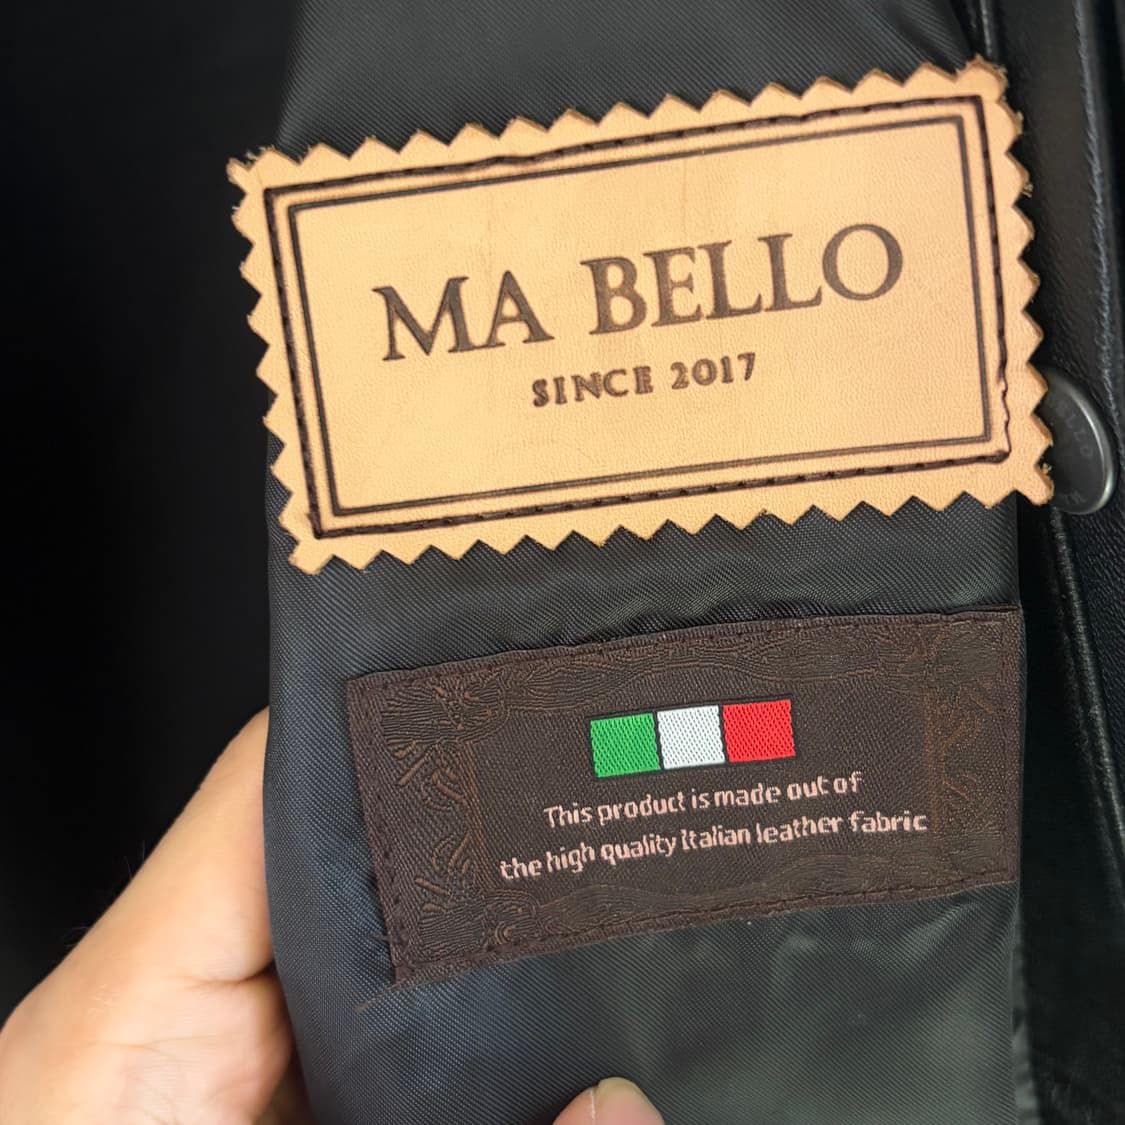 MA BELLO
SINCE 2017
This product is made out of
the high quality Italian leather fabric